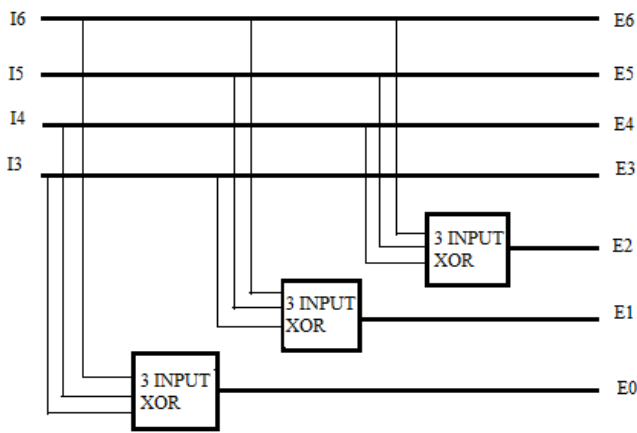 I6
E6
I5
E5
I4
E4
I3
E3
3 INPUT
XOR
E2
3 INPUT
XOR
E1
3 INPUT
XOR
E0